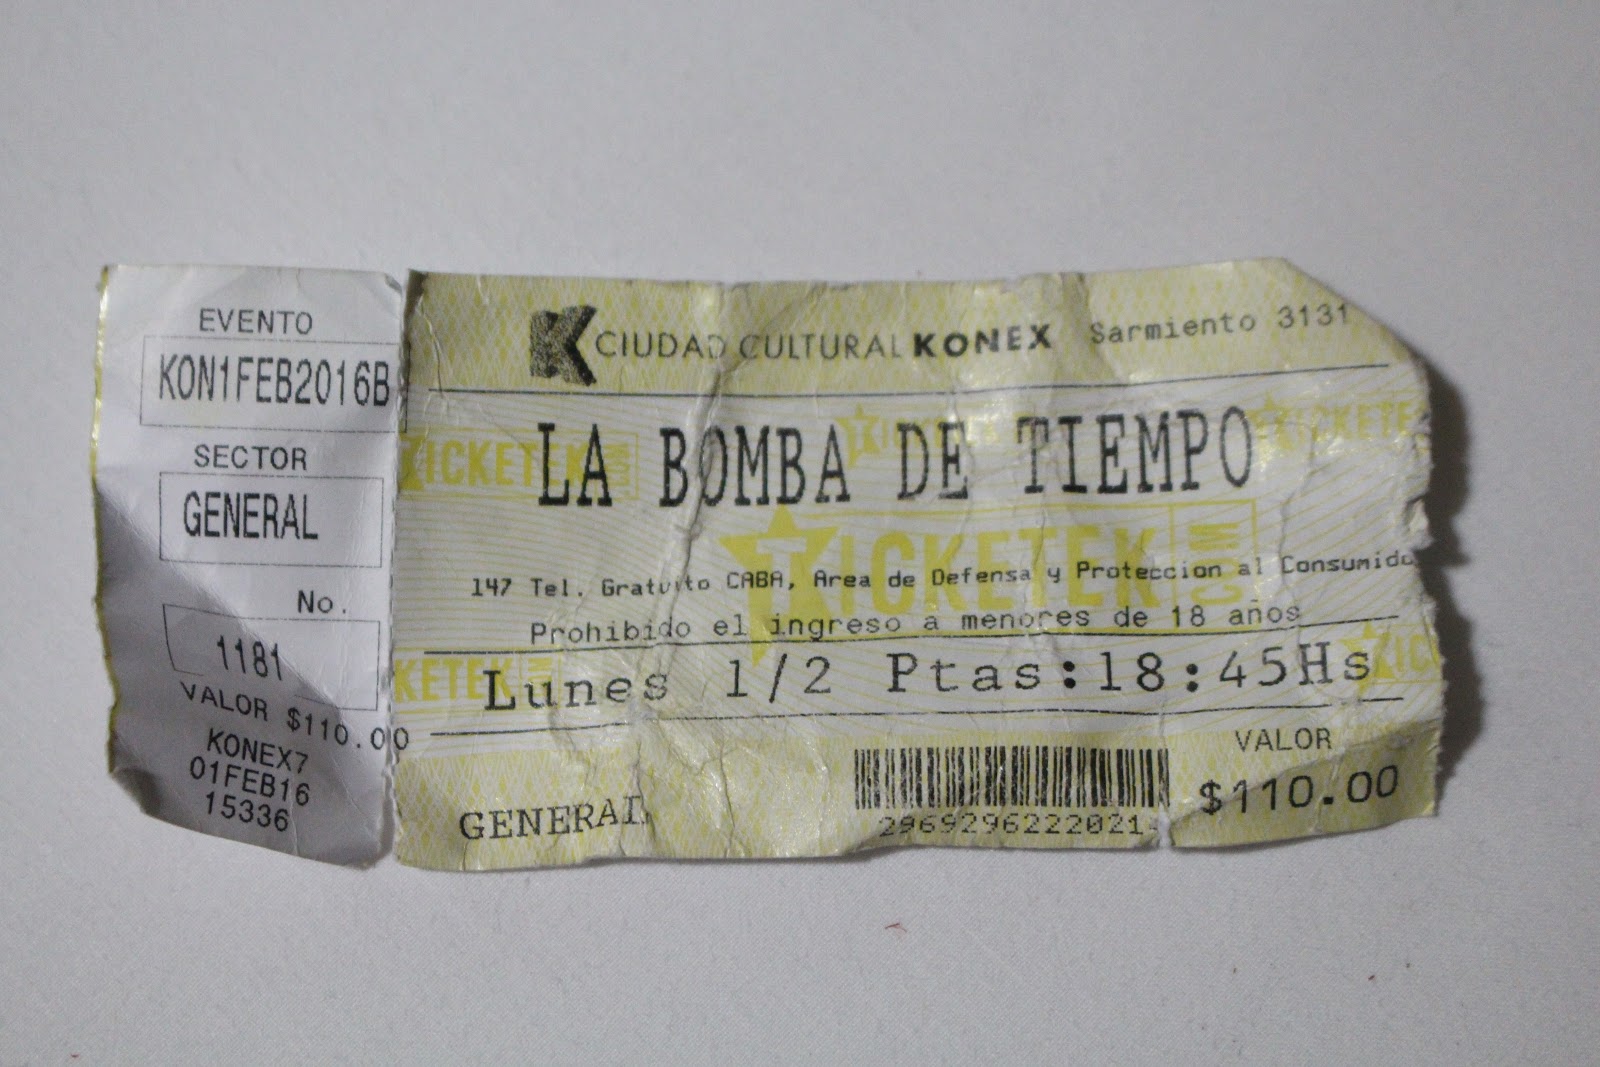 EVENTO
KON1FEB2016B
SECTOR
GENERAL
No.
1181
VALOR $110.00
KONEX7
01FEB16
15336
K CIUDAD CULTURAL KONEX Sarmiento 3131
LA BOMBA DE TIEMPO
TICKETEK
147 Tel. Gratuito CABA, Area de Defensa y Proteccion al Consumido
Prohibido el ingreso a menores de 18 años
Lunes 1/2 Ptas:18:45Hs
GENERAL
2969296222021
VALOR
$110.00